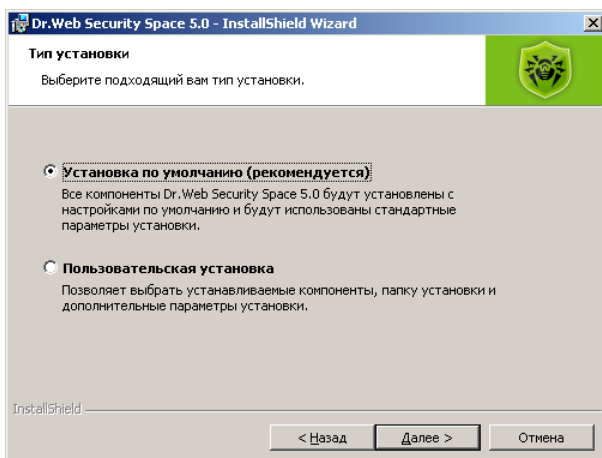 Dr.Web Security Space 5.0 - InstallShield Wizard
Тип установки
Выберите подходящий вам тип установки.
Установка по умолчанию (рекомендуется)
Все компоненты Dr.Web Security Space 5.0 будут установлены с
настройками по умолчанию и будут использованы стандартные
параметры установки.
Пользовательская установка
Позволяет выбрать устанавливаемые компоненты, папку установки и
дополнительные параметры установки.
InstallShield
< Назад Далее > Отмена